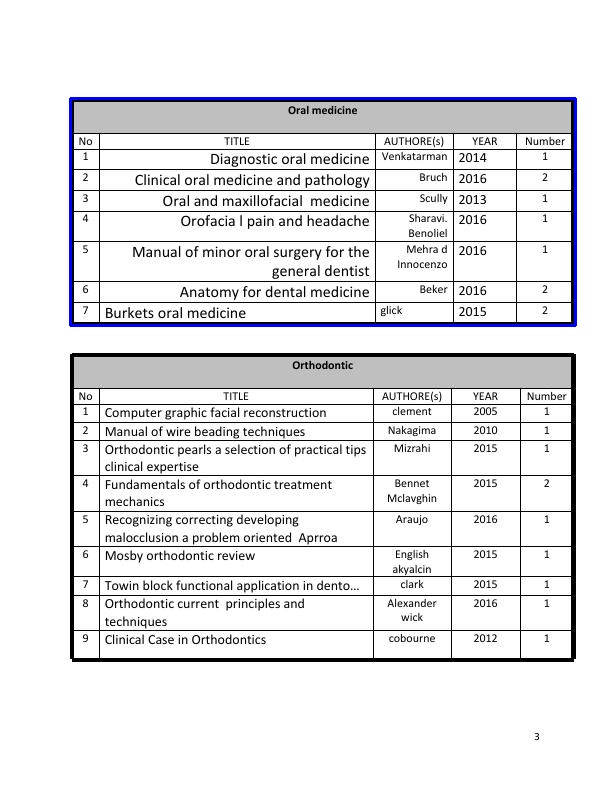 Oral medicine
No TITLE AUTHORE(s) YEAR Number
1 Diagnostic oral medicine Venkatarman 2014 1
2 Clinical oral medicine and pathology Bruch 2016 2
3 Oral and maxillofacial medicine Scully 2013 1
4 Orofacia l pain and headache Sharavi. 2016 1
Benoliel
5 Manual of minor oral surgery for the Mehra d 2016 1
general dentist Innocenzo
6 Anatomy for dental medicine Beker 2016 2
7 Burkets oral medicine glick 2015 2
Orthodontic
No TITLE AUTHORE(s) YEAR Number
1 Computer graphic facial reconstruction clement 2005 1
2 Manual of wire beading techniques Nakagima 2010 1
3 Orthodontic pearls a selection of practical tips Mizrahi 2015 1
clinical expertise
4 Fundamentals of orthodontic treatment Bennet 2015 2
mechanics Mclavghin
5 Recognizing correcting developing Araujo 2016 1
malocclusion a problem oriented Aprroa
6 Mosby orthodontic review English 2015 1
akyalcin
7 Towin block functional application in dento... clark 2015 1
8 Orthodontic current principles and Alexander 2016 1
techniques wick
9 Clinical Case in Orthodontics cobourne 2012 1
3